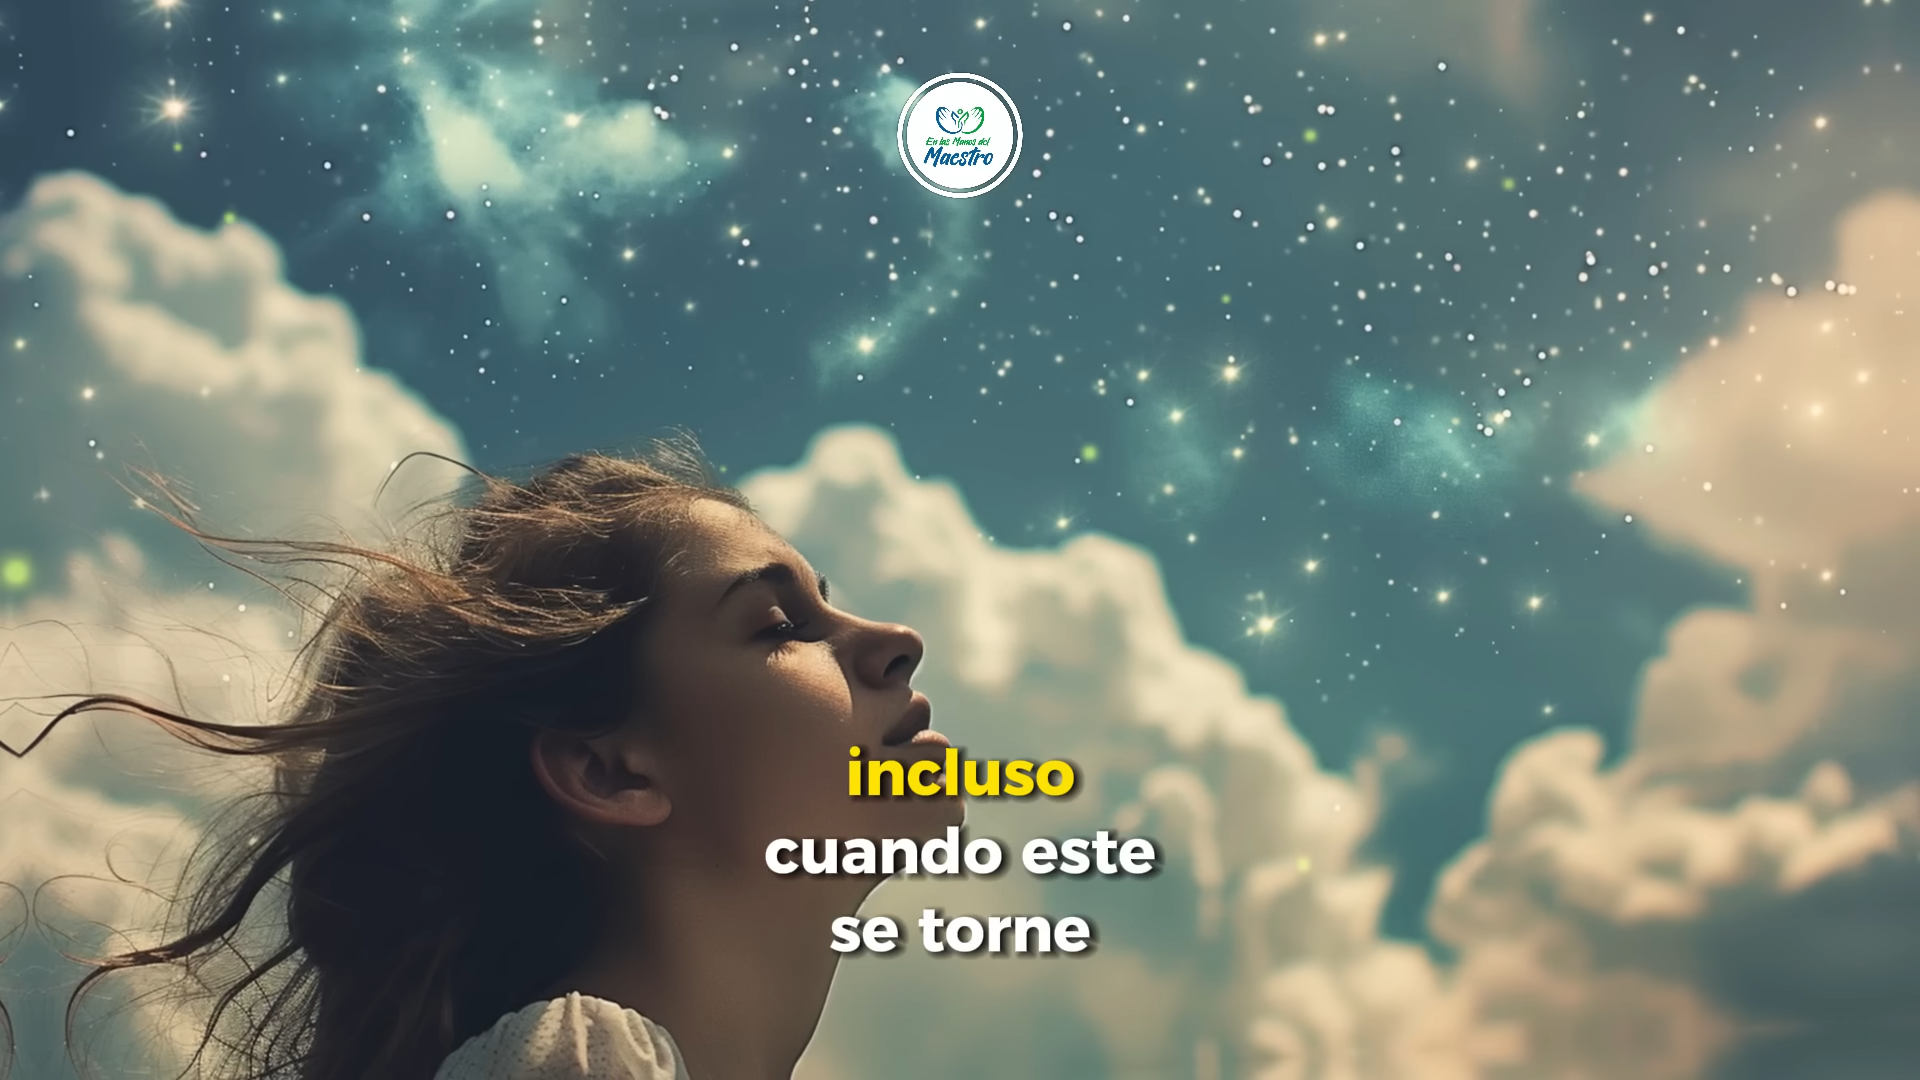 En las Manos del
Maestro
incluso
cuando este
se torne